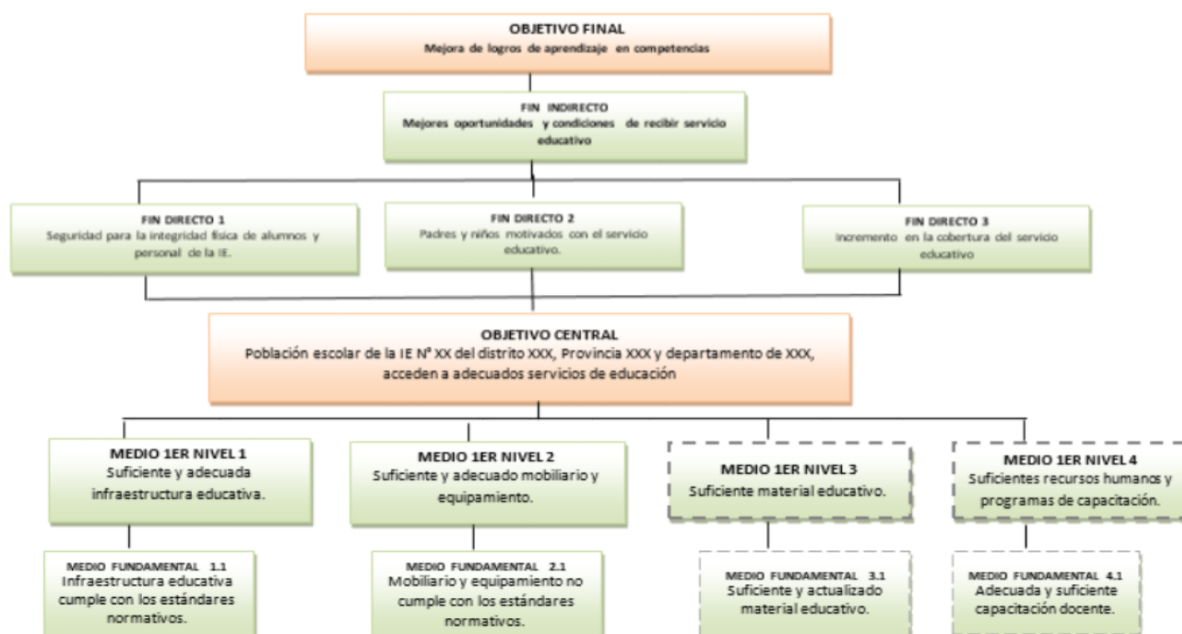 OBJETIVO FINAL
Mejora de logros de aprendizaje en competencias
FIN INDIRECTO
Mejores oportunidades y condiciones de recibir servicio
educativo
FIN DIRECTO 1
Seguridad para la integridad física de alumnos y
personal de la IE.
FIN DIRECTO 2
Padres y niños motivados con el servicio
educativo.
FIN DIRECTO 3
Incremento en la cobertura del servicio
educativo
OBJETIVO CENTRAL
Población escolar de la IE N° XX del distrito XXX, Provincia XXX y departamento de XXX,
acceden a adecuados servicios de educación
MEDIO 1ER NIVEL 1
Suficiente y adecuada
infraestructura educativa.
MEDIO 1ER NIVEL 2
Suficiente y adecuado mobiliario y
equipamiento.
MEDIO 1ER NIVEL 3
Suficiente material educativo.
MEDIO 1ER NIVEL 4
Suficientes recursos humanos y
programas de capacitación.
MEDIO FUNDAMENTAL 1.1
Infraestructura educativa
cumple con los estándares
normativos.
MEDIO FUNDAMENTAL 2.1
Mobiliario y equipamiento no
cumple con los estándares
normativos.
MEDIO FUNDAMENTAL 3.1
Suficiente y actualizado
material educativo.
MEDIO FUNDAMENTAL 4.1
Adecuada y suficiente
capacitación docente.